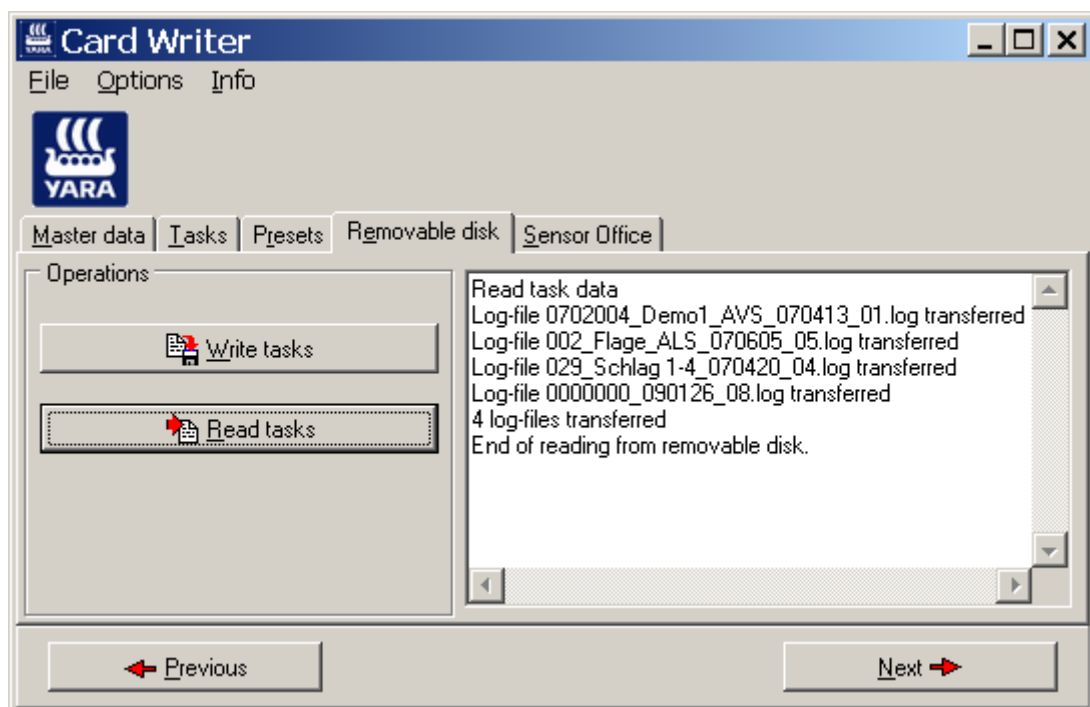 Card Writer
File Options Info
YARA
Master data Tasks Presets Removable disk Sensor Office
Operations
Write tasks
Read tasks
Read task data
Log-file 0702004_Demo1_AVS_070413_01.log transferred
Log-file 002_Flage_ALS_070605_05.log transferred
Log-file 029_Schlag 1-4_070420_04.log transferred
Log-file 0000000_090126_08.log transferred
4 log-files transferred
End of reading from removable disk.
Previous
Next